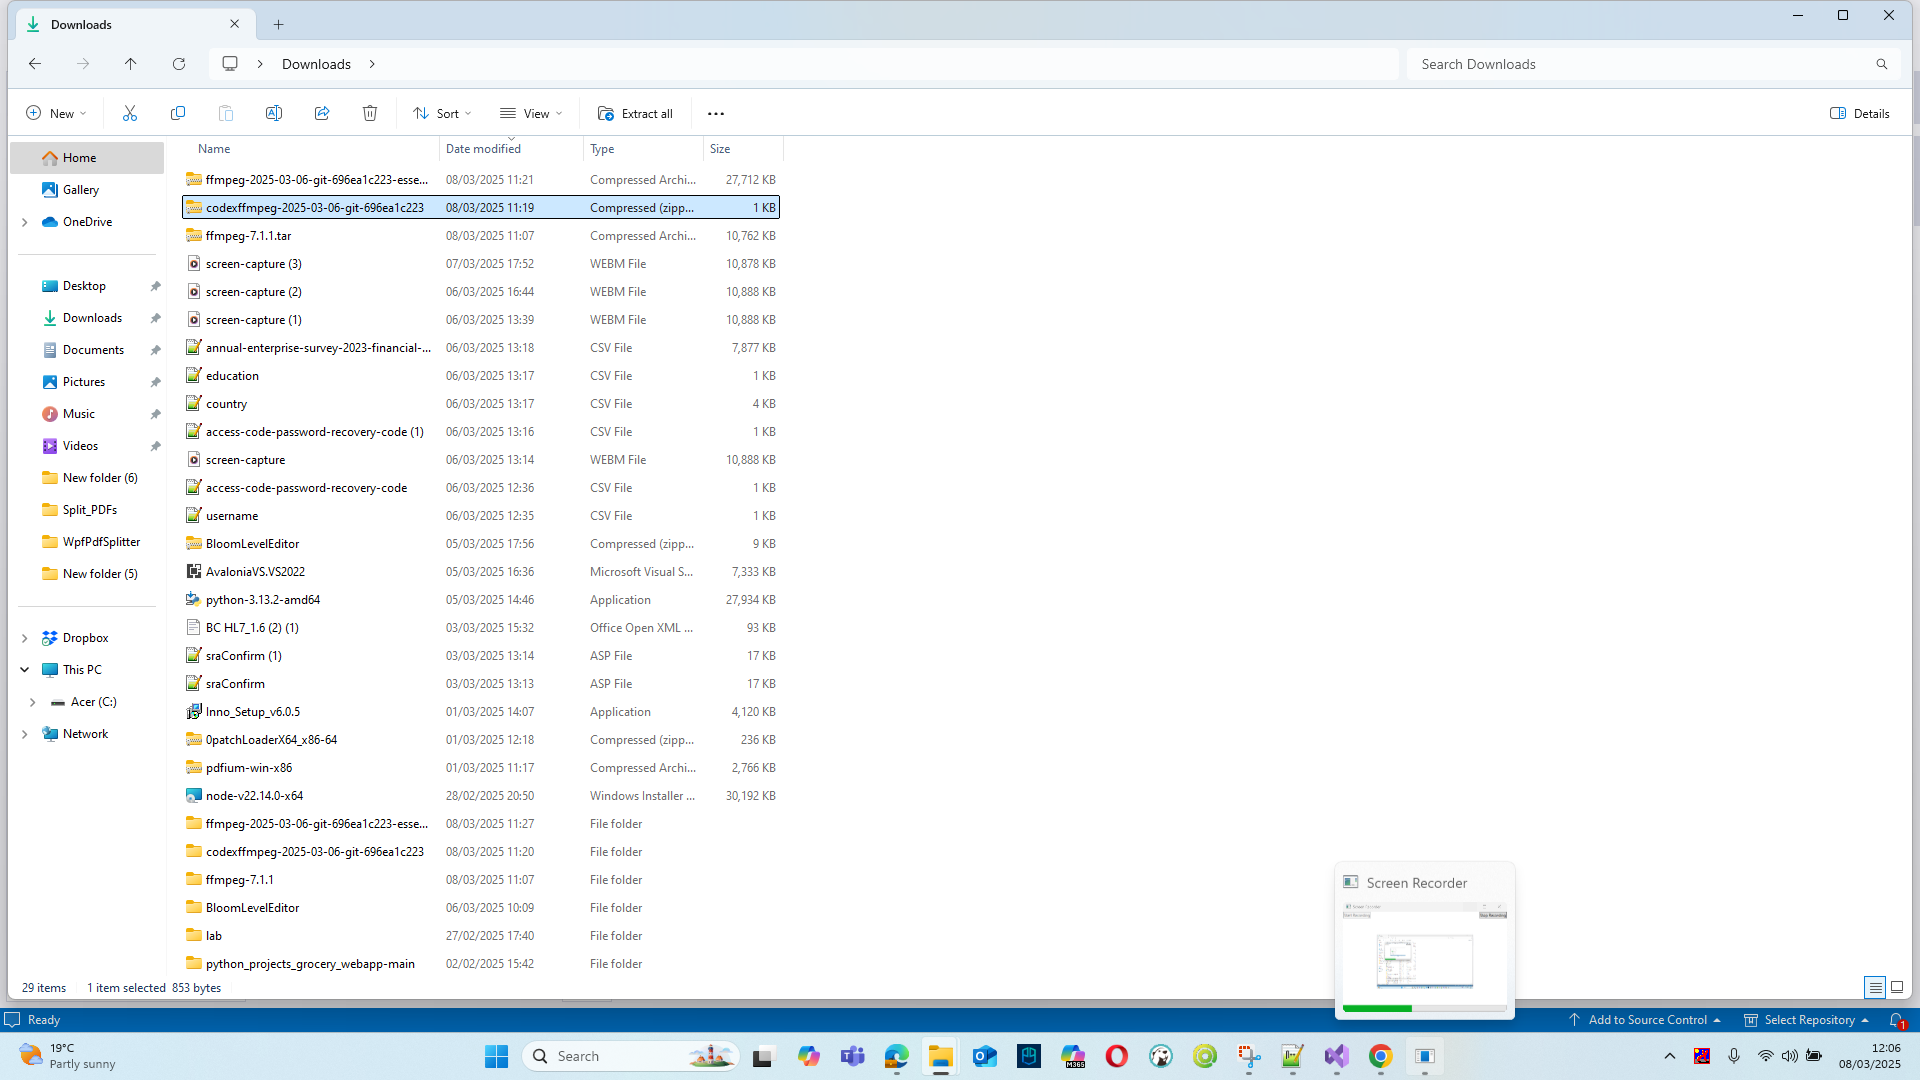 Downloads
Downloads
Search Downloads
New
Sort
View
Extract all
Details
Name Date modified Type Size
Home
Gallery
OneDrive
Desktop
Downloads
Documents
Pictures
Music
Videos
New folder (6)
Split_PDFs
WpfPdfSplitter
New folder (5)
Dropbox
This PC
Acer (C:)
Network
ffmpeg-2025-03-06-git-696ea1c223-esse... 08/03/2025 11:21 Compressed Archi... 27,712 KB
codexffmpeg-2025-03-06-git-696ea1c223 08/03/2025 11:19 Compressed (zipp... 1 KB
ffmpeg-7.1.1.tar 08/03/2025 11:07 Compressed Archi... 10,762 KB
screen-capture (3) 07/03/2025 17:52 WEBM File 10,878 KB
screen-capture (2) 06/03/2025 16:44 WEBM File 10,888 KB
screen-capture (1) 06/03/2025 13:39 WEBM File 10,888 KB
annual-enterprise-survey-2023-financial-... 06/03/2025 13:18 CSV File 7,877 KB
education 06/03/2025 13:17 CSV File 1 KB
country 06/03/2025 13:17 CSV File 4 KB
access-code-password-recovery-code (1) 06/03/2025 13:16 CSV File 1 KB
screen-capture 06/03/2025 13:14 WEBM File 10,888 KB
access-code-password-recovery-code 06/03/2025 12:36 CSV File 1 KB
username 06/03/2025 12:35 CSV File 1 KB
BloomLevelEditor 05/03/2025 17:56 Compressed (zipp... 9 KB
AvaloniaVS.VS2022 05/03/2025 16:36 Microsoft Visual S... 7,333 KB
python-3.13.2-amd64 05/03/2025 14:46 Application 27,934 KB
BC HL7_1.6 (2) (1) 03/03/2025 15:32 Office Open XML ... 93 KB
sraConfirm (1) 03/03/2025 13:14 ASP File 17 KB
sraConfirm 03/03/2025 13:13 ASP File 17 KB
Inno_Setup_v6.0.5 01/03/2025 14:07 Application 4,120 KB
0patchLoaderX64_x86-64 01/03/2025 12:18 Compressed (zipp... 236 KB
pdfium-win-x86 01/03/2025 11:17 Compressed Archi... 2,766 KB
node-v22.14.0-x64 28/02/2025 20:50 Windows Installer ... 30,192 KB
ffmpeg-2025-03-06-git-696ea1c223-esse... 08/03/2025 11:27 File folder
codexffmpeg-2025-03-06-git-696ea1c223 08/03/2025 11:20 File folder
ffmpeg-7.1.1 08/03/2025 11:07 File folder
BloomLevelEditor 06/03/2025 10:09 File folder
lab 27/02/2025 17:40 File folder
python_projects_grocery_webapp-main 02/02/2025 15:42 File folder
Screen Recorder
Screen Recorder
Start Recording Stop Recording
29 items 1 item selected 853 bytes
Ready Add to Source Control Select Repository 1
19°C
Partly sunny
Search
M365
12:06
08/03/2025